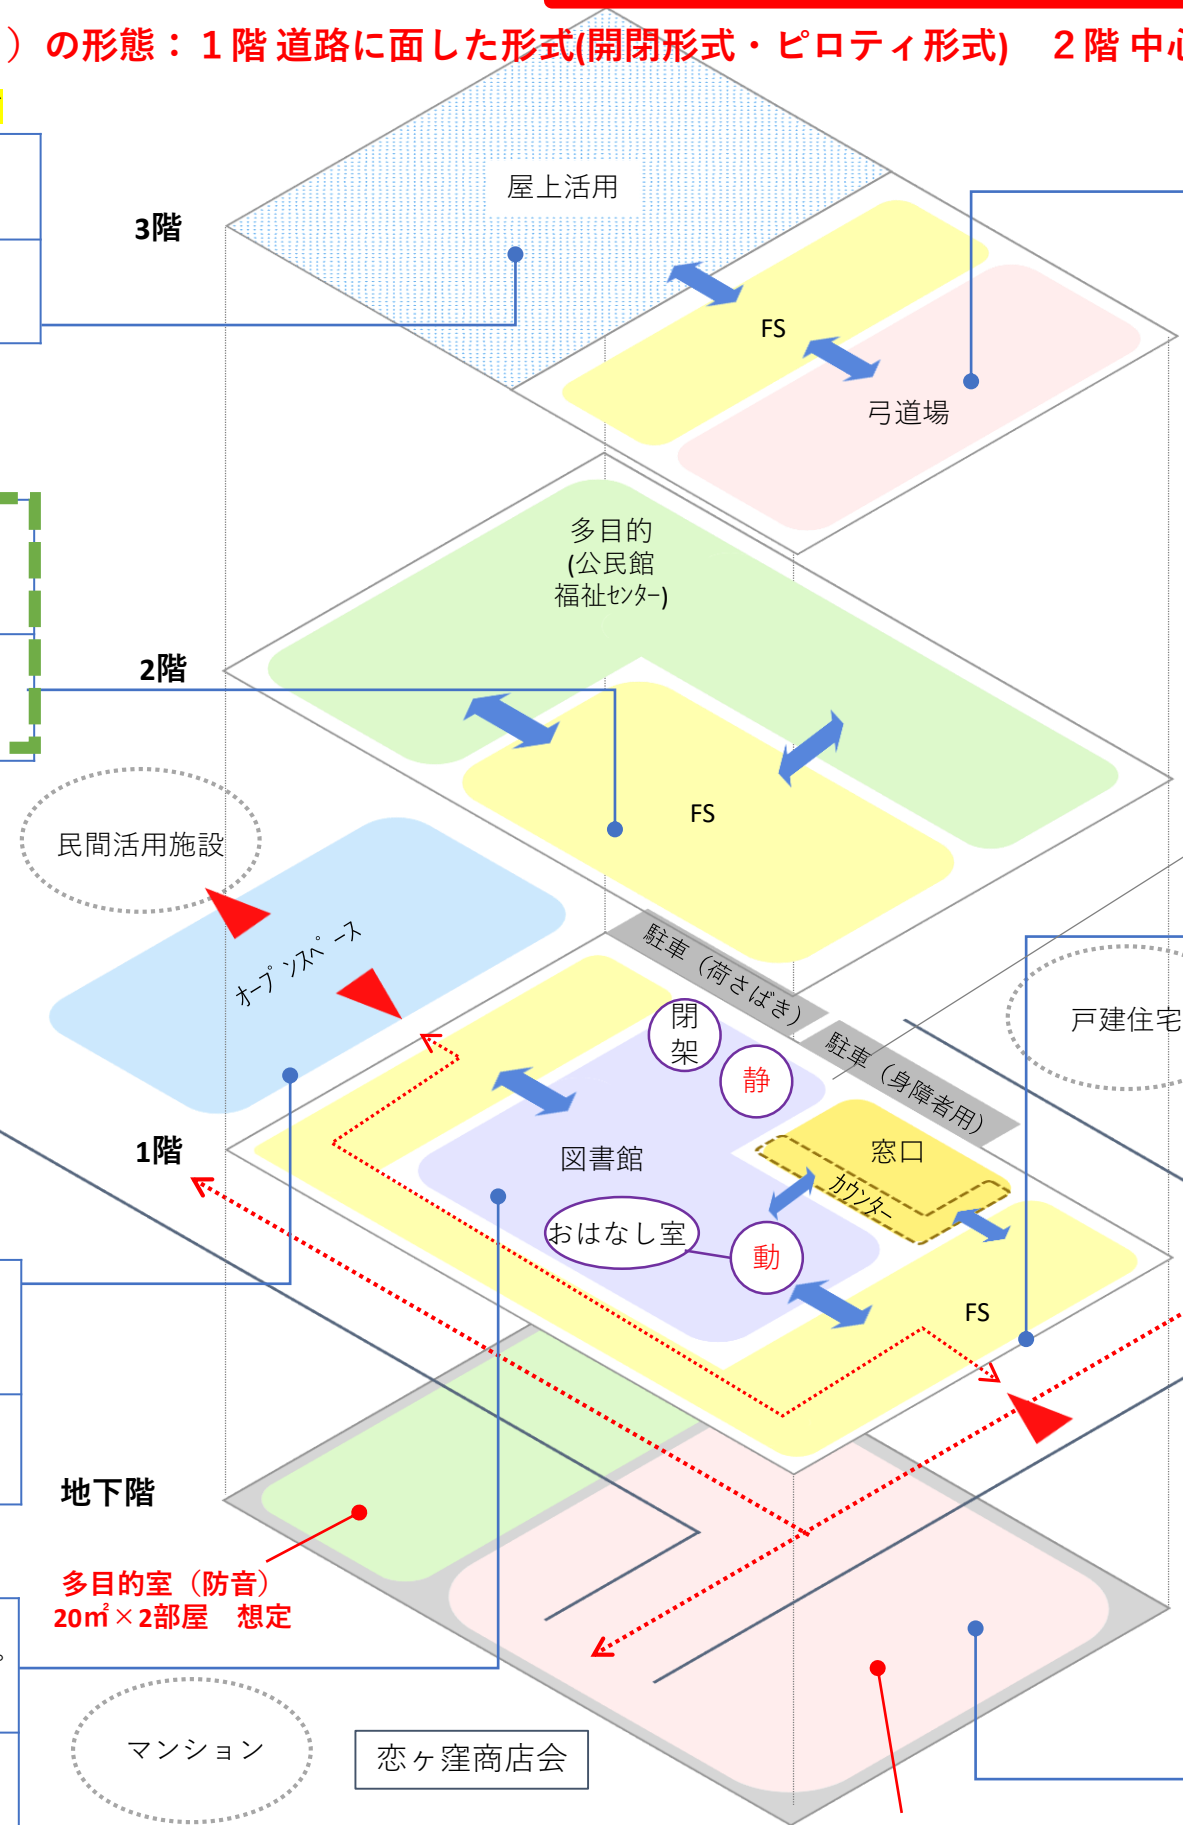 ）の形態：１階 道路に面した形式(開閉形式・ピロティ形式)　２階 中心
屋上活用
3階
FS
弓道場
多目的
(公民館
福祉ｾﾝﾀｰ)
2階
FS
民間活用施設
ｵｰﾌﾟﾝｽﾍﾟｰｽ
駐車（荷さばき）
閉
架
戸建住宅
駐車（身障者用）
静
1階
窓口
図書館
ｶｳﾝﾀｰ
おはなし室
動
FS
地下階
多目的室（防音）
20㎡×2部屋　想定
。
マンション
恋ヶ窪商店会